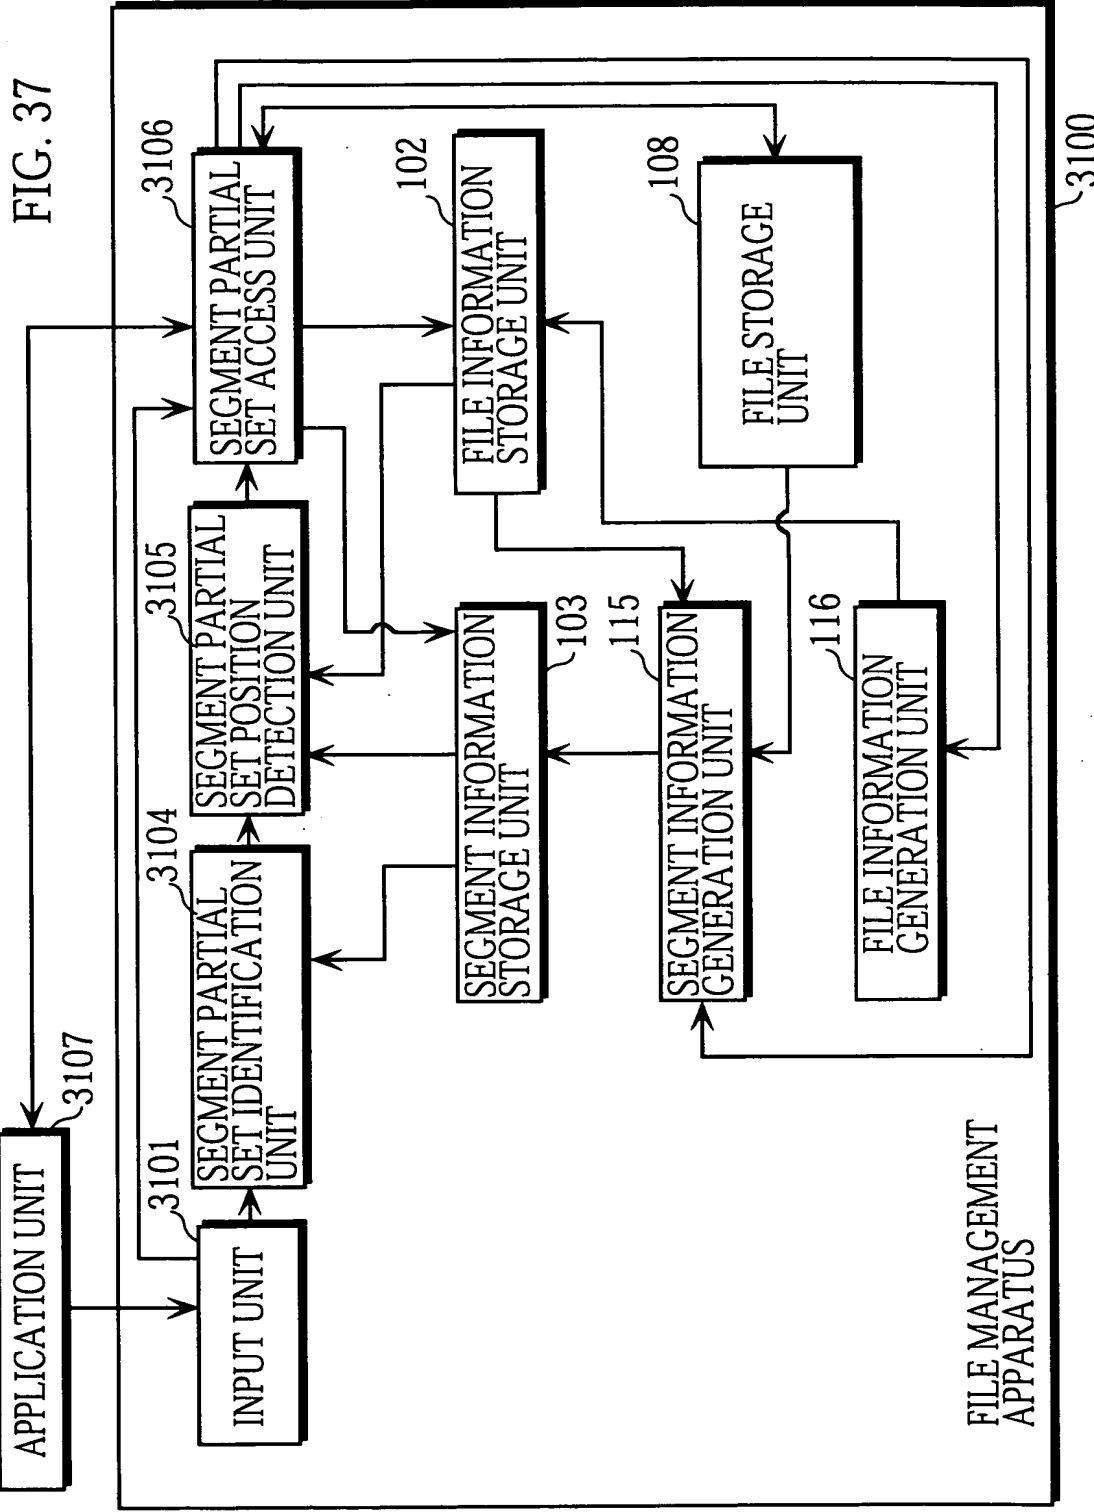 FIG. 37
APPLICATION UNIT
3107
INPUT UNIT
3101
SEGMENT PARTIAL
SET IDENTIFICATION
UNIT
3104
SEGMENT PARTIAL
SET POSITION
DETECTION UNIT
3105
SEGMENT PARTIAL
SET ACCESS UNIT
3106
SEGMENT INFORMATION
STORAGE UNIT
103
FILE INFORMATION
STORAGE UNIT
102
SEGMENT INFORMATION
GENERATION UNIT
115
FILE STORAGE
UNIT
108
FILE INFORMATION
GENERATION UNIT
116
FILE MANAGEMENT
APPARATUS
3100